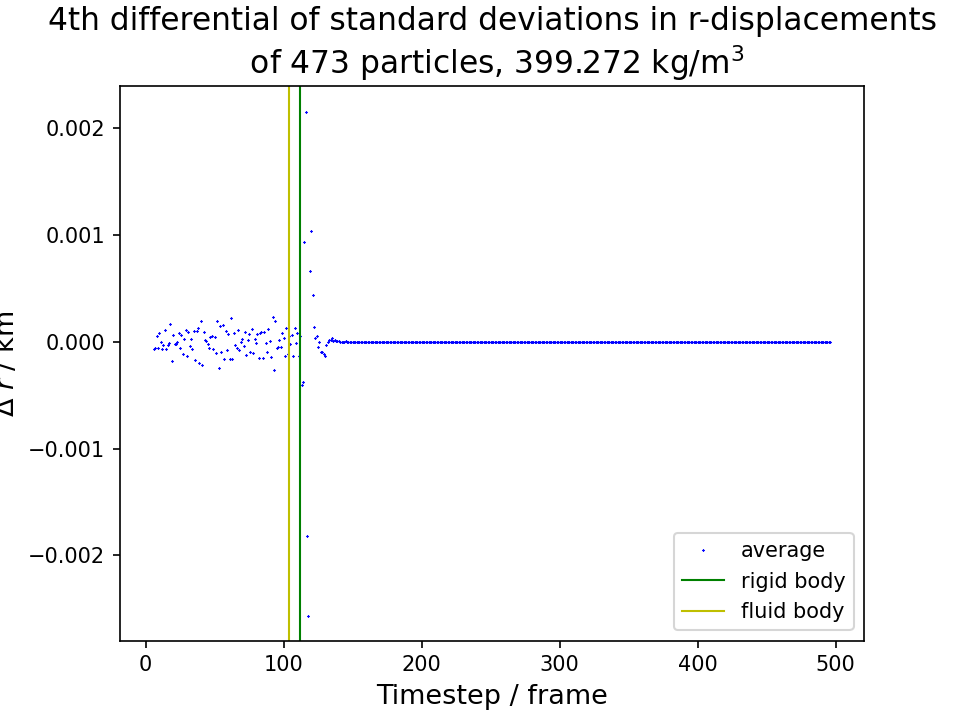 4th differential of standard deviations in r-displacements
of 473 particles, 399.272 kg/m³
0.002
0.001
0.000
−0.001
−0.002
Δ r / km
0
100
200
300
400
500
Timestep / frame
average
rigid body
fluid body